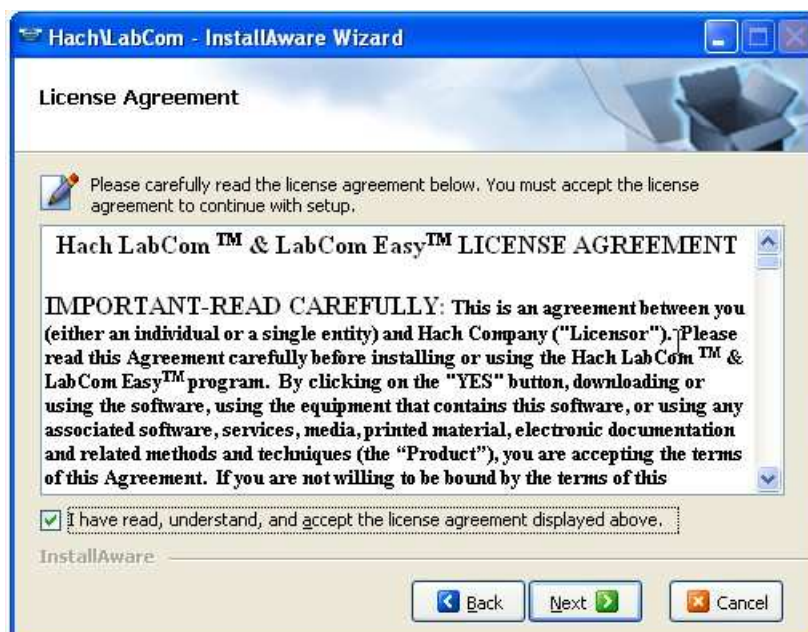 Hach\LabCom - InstallAware Wizard
License Agreement
Please carefully read the license agreement below. You must accept the license
agreement to continue with setup.
Hach LabCom ™ & LabCom Easy™ LICENSE AGREEMENT
IMPORTANT-READ CAREFULLY: This is an agreement between you
(either an individual or a single entity) and Hach Company ("Licensor"). Please
read this Agreement carefully before installing or using the Hach LabCom ™ &
LabCom Easy™ program. By clicking on the "YES" button, downloading or
using the software, using the equipment that contains this software, or using any
associated software, services, media, printed material, electronic documentation
and related methods and techniques (the “Product”), you are accepting the terms
of this Agreement. If you are not willing to be bound by the terms of this
I have read, understand, and accept the license agreement displayed above.
InstallAware
Back
Next
Cancel